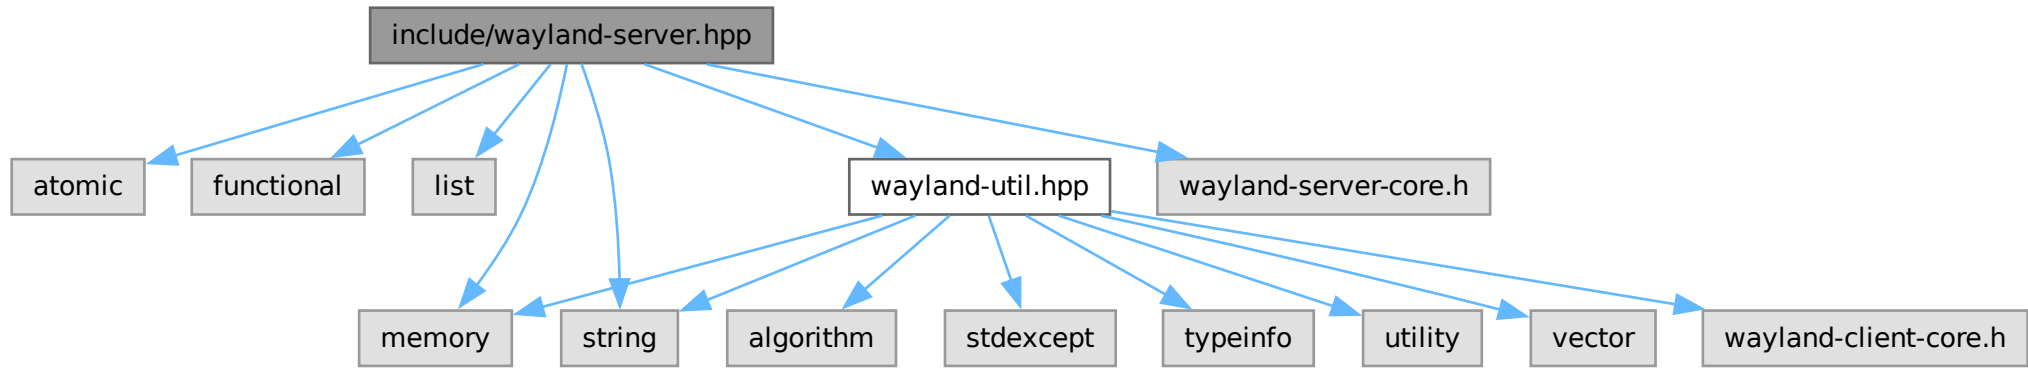 include/wayland-server.hpp
atomic
functional
list
wayland-util.hpp
wayland-server-core.h
memory
string
algorithm
stdexcept
typeinfo
utility
vector
wayland-client-core.h